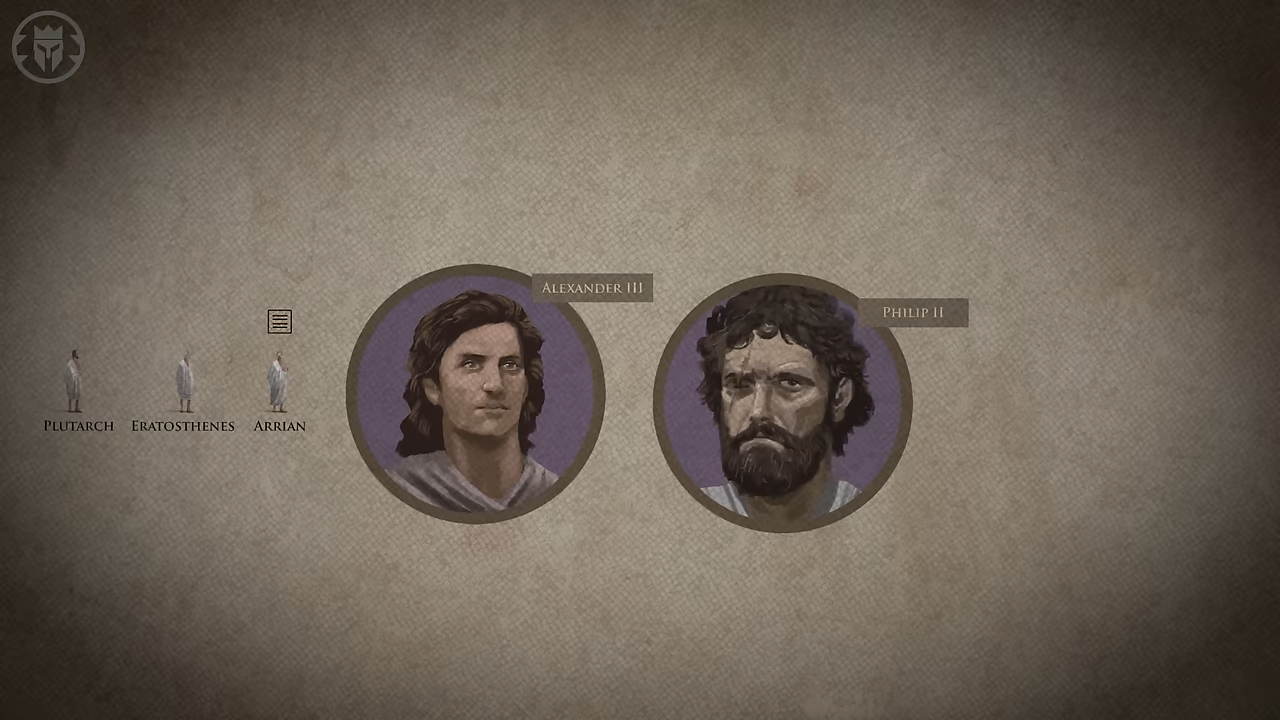 Alexander III
Philip II
Plutarch
Eratosthenes
Arrian